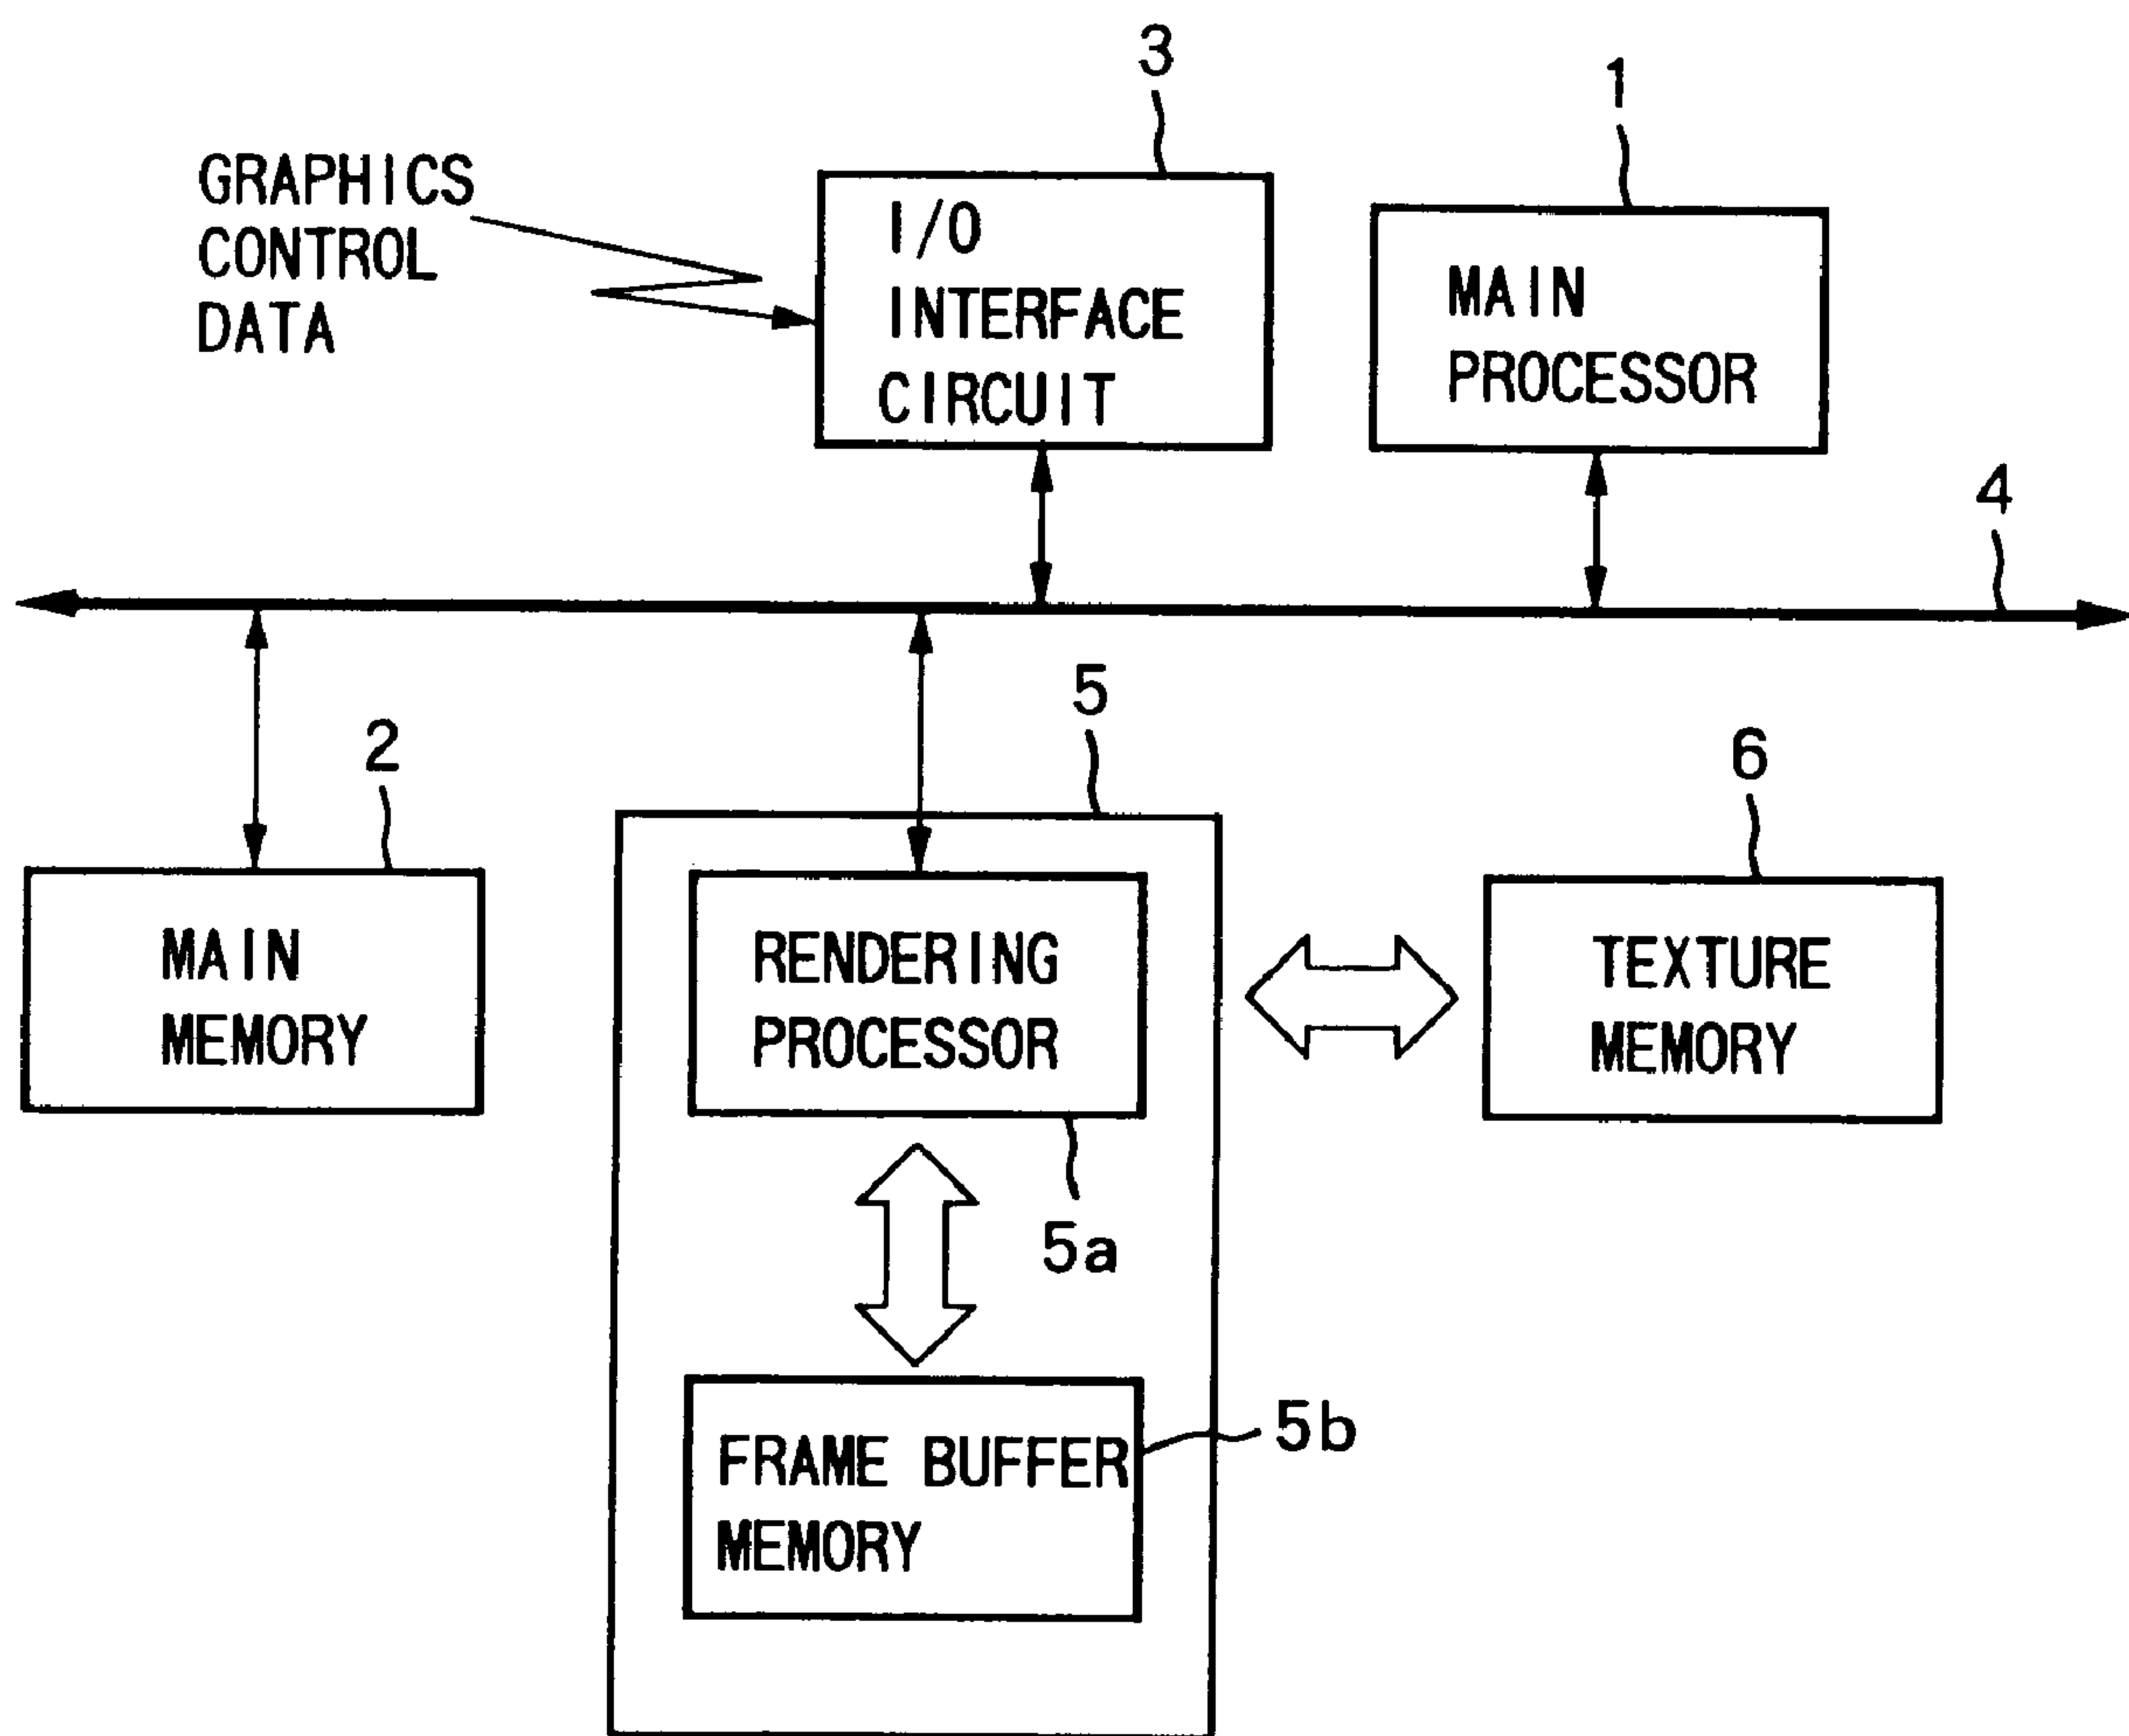 3
1
GRAPHICS
CONTROL
DATA
I/O
INTERFACE
CIRCUIT
MAIN
PROCESSOR
4
5
2
6
MAIN
MEMORY
RENDERING
PROCESSOR
TEXTURE
MEMORY
5a
5b
FRAME BUFFER
MEMORY